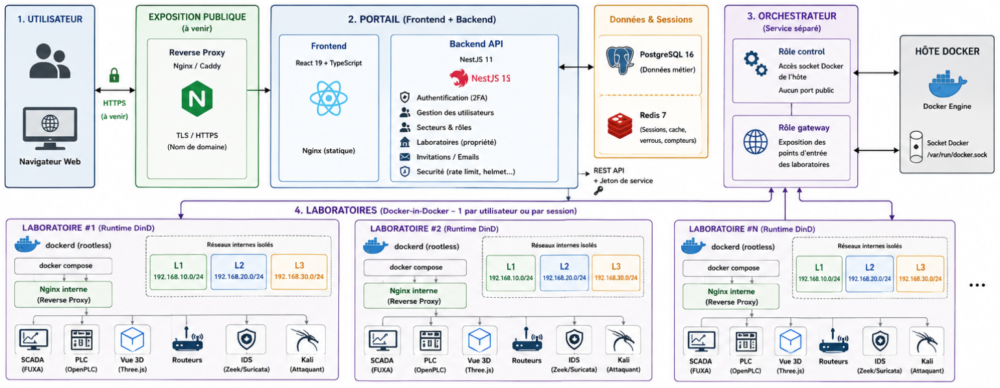 1. UTILISATEUR
Navigateur Web
HTTPS
(à venir)
EXPOSITION PUBLIQUE
(à venir)
Reverse Proxy
Nginx / Caddy
N
TLS / HTTPS
(Nom de domaine)
2. PORTAIL (Frontend + Backend)
Frontend
React 19 + TypeScript
Nginx (statique)
Backend API
NestJS 11
NestJS 1S
Authentification (2FA)
Gestion des utilisateurs
Secteurs & rôles
Laboratoires (propriété)
Invitations / Emails
Securité (rate limit, helmet...)
Données & Sessions
PostgreSQL 16
(Données métier)
Redis 7
(Sessions, cache,
verrous, compteurs)
REST API
+ Jeton de service
3. ORCHESTRATEUR
(Service séparé)
Rôle control
Accès socket Docker
de l'hôte
Aucun port public
Rôle gateway
Exposition des
points d'entrée
des laboratoires
HÔTE DOCKER
Docker Engine
Socket Docker
/var/run/docker.sock
4. LABORATOIRES (Docker-in-Docker – 1 par utilisateur ou par session)
LABORATOIRE #1 (Runtime DinD)
dockerd (rootless)
docker compose
Nginx interne
(Reverse Proxy)
Réseaux internes isolés
L1
192.168.10.0/24
L2
192.168.20.0/24
L3
192.168.30.0/24
SCADA
(FUXA)
PLC
(OpenPLC)
Vue 3D
(Three.js)
Routeurs
IDS
(Zeek/Suricata)
Kali
(Attaquant)
LABORATOIRE #2 (Runtime DinD)
dockerd (rootless)
docker compose
Nginx interne
(Reverse Proxy)
Réseaux internes isolés
L1
192.168.10.0/24
L2
192.168.20.0/24
L3
192.168.30.0/24
SCADA
(FUXA)
PLC
(OpenPLC)
Vue 3D
(Three.js)
Routeurs
IDS
(Zeek/Suricata)
Kali
(Attaquant)
LABORATOIRE #N (Runtime DinD)
dockerd (rootless)
docker compose
Nginx interne
(Reverse Proxy)
Réseaux internes isolés
L1
192.168.10.0/24
L2
192.168.20.0/24
L3
192.168.30.0/24
SCADA
(FUXA)
PLC
(OpenPLC)
Vue 3D
(Three.js)
Routeurs
IDS
(Zeek/Suricata)
Kali
(Attaquant)
...